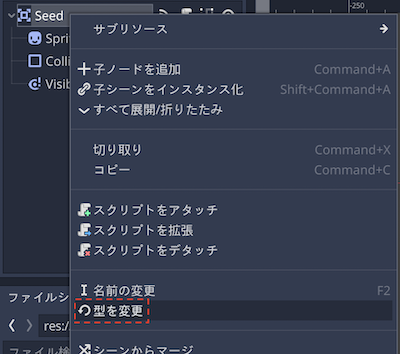 Seed
-250
Sprit
Colli
Visib
サブリソース
子ノードを追加 Command+A
子シーンをインスタンス化 Shift+Command+A
すべて展開/折りたたみ
切り取り Command+X
コピー Command+C
スクリプトをアタッチ
スクリプトを拡張
スクリプトをデタッチ
名前の変更 F2
型を変更
シーンからマージ
ファイルシ
res:/
ファイル検